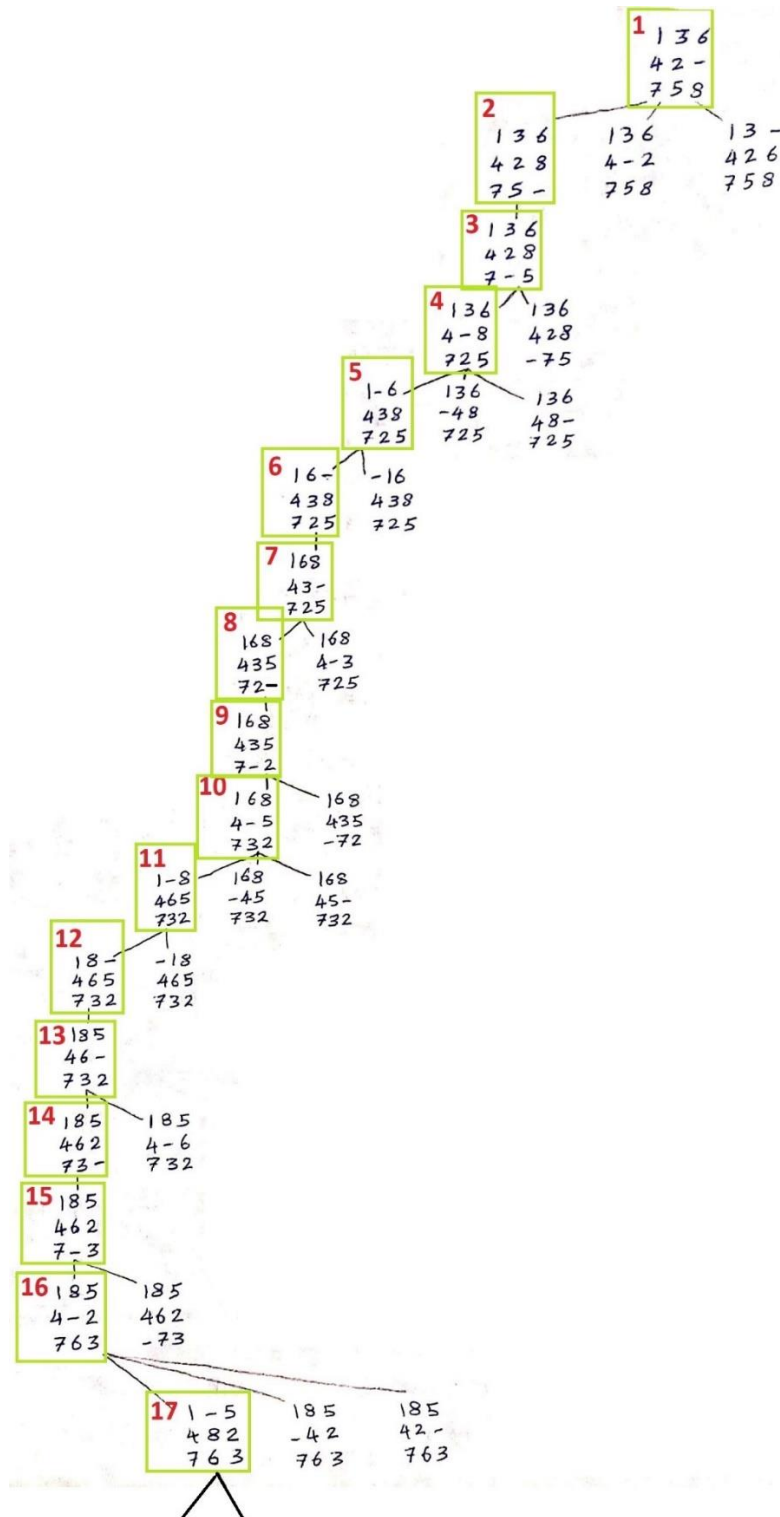 1
1 3 6
4 2 -
7 5 8
2
1 3 6
4 2 8
7 5 -
1 3 6
4 - 2
7 5 8
1 3 -
4 2 6
7 5 8
3
1 3 6
4 2 8
7 - 5
4
1 3 6
4 - 8
7 2 5
1 3 6
4 2 8
- 7 5
5
1 - 6
4 3 8
7 2 5
1 3 6
- 4 8
7 2 5
1 3 6
4 8 -
7 2 5
6
1 6 -
4 3 8
7 2 5
- 1 6
4 3 8
7 2 5
7
1 6 8
4 3 -
7 2 5
8
1 6 8
4 3 5
7 2 -
1 6 8
4 - 3
7 2 5
9
1 6 8
4 3 5
7 - 2
10
1 6 8
4 - 5
7 3 2
1 6 8
4 3 5
- 7 2
11
1 - 8
4 6 5
7 3 2
1 6 8
- 4 5
7 3 2
1 6 8
4 5 -
7 3 2
12
1 8 -
4 6 5
7 3 2
- 1 8
4 6 5
7 3 2
13
1 8 5
4 6 -
7 3 2
14
1 8 5
4 6 2
7 3 -
1 8 5
4 - 6
7 3 2
15
1 8 5
4 6 2
7 - 3
16
1 8 5
4 - 2
7 6 3
1 8 5
4 6 2
- 7 3
17
1 - 5
4 8 2
7 6 3
1 8 5
- 4 2
7 6 3
1 8 5
4 2 -
7 6 3